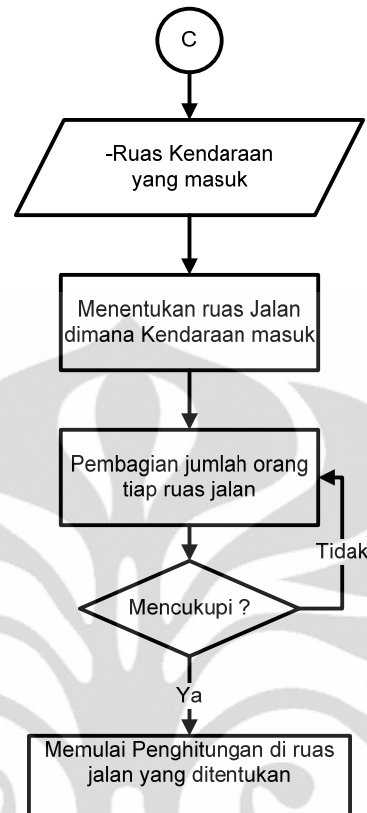 C
-Ruas Kendaraan
yang masuk
Menentukan ruas Jalan
dimana Kendaraan masuk
Pembagian jumlah orang
tiap ruas jalan
Tidak
Mencukupi ?
Ya
Memulai Penghitungan di ruas
jalan yang ditentukan